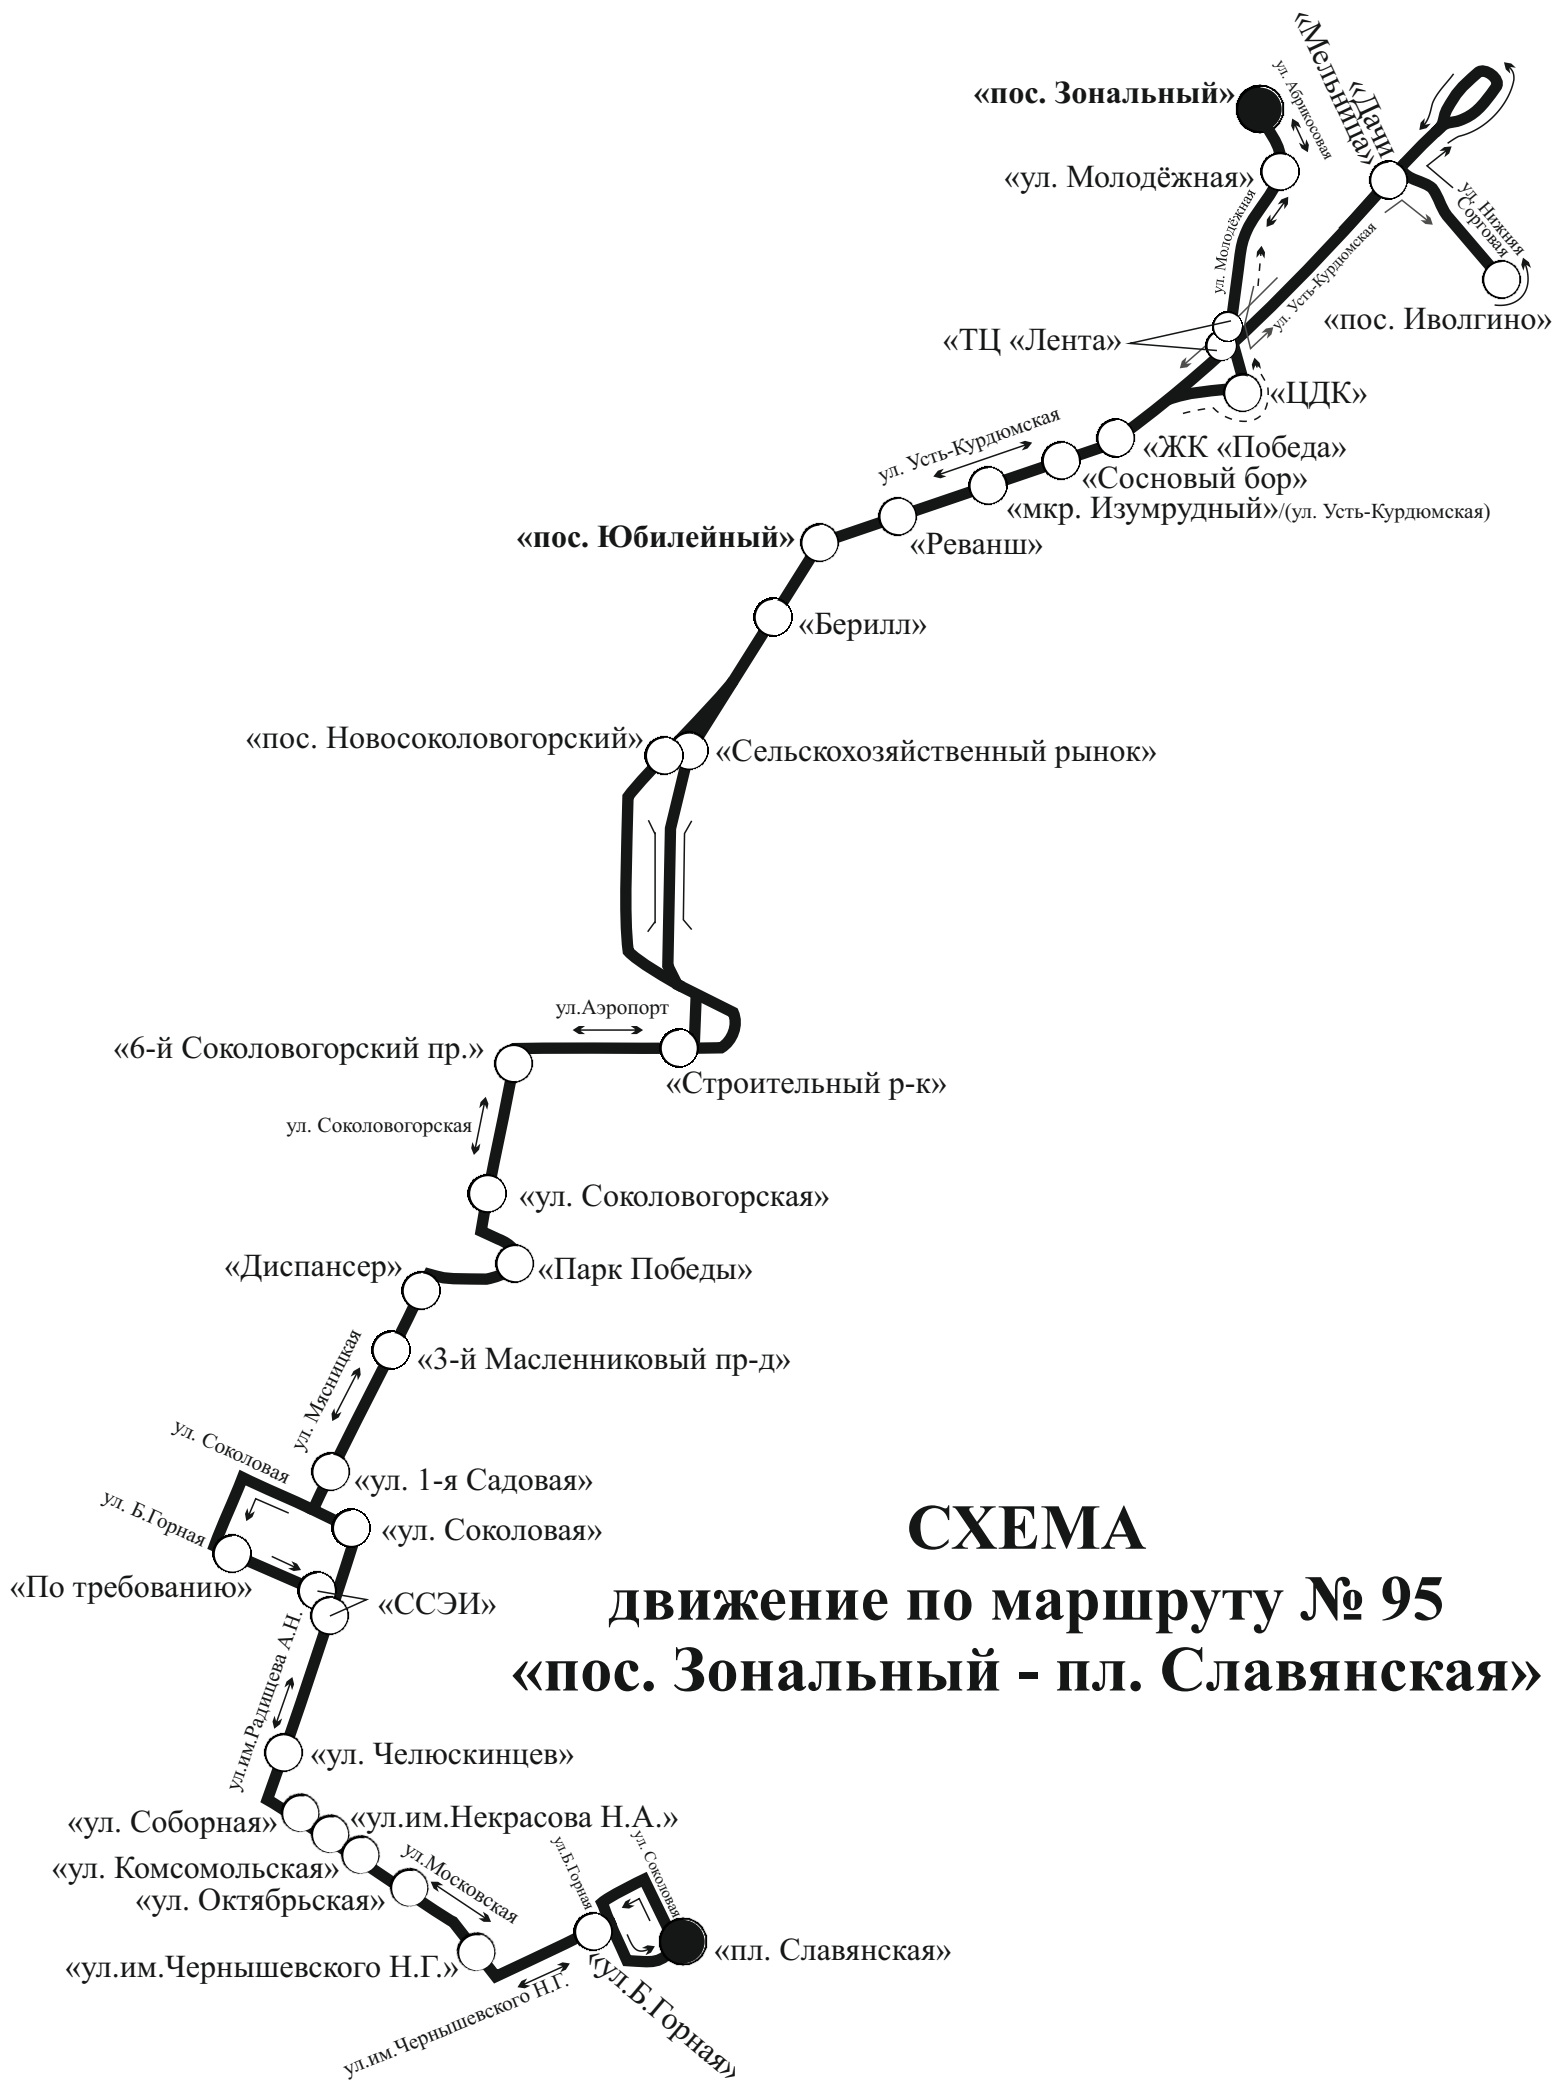 «Мельница»
«Дачи
ул. Абрикосовая
«пос. Зональный»
«ул. Молодёжная»
ул. Молодёжная
ул. Нижняя
Сорговая
ул. Усть-Курдюмская
«пос. Иволгино»
«ТЦ «Лента»
«ЦДК»
ул. Усть-Курдюмская
«ЖК «Победа»
«Сосновый бор»
«мкр. Изумрудный»/(ул. Усть-Курдюмская)
«пос. Юбилейный»
«Реванш»
«Берилл»
«пос. Новосоколовогорский»
«Сельскохозяйственный рынок»
ул.Аэропорт
«6-й Соколовогорский пр.»
«Строительный р-к»
ул. Соколовогорская
«ул. Соколовогорская»
«Диспансер»
«Парк Победы»
«3-й Масленниковый пр-д»
ул. Мясницкая
ул. Соколовая
«ул. 1-я Садовая»
ул. Б.Горная
«ул. Соколовая»
«По требованию»
«ССЭИ»
СХЕМА
движение по маршруту № 95
«пос. Зональный - пл. Славянская»
ул.им.Радищева А.Н.
«ул. Челюскинцев»
«ул. Соборная»
«ул.им.Некрасова Н.А.»
«ул. Комсомольская»
«ул. Октябрьская»
ул.Московская
ул.Б.Горная
ул. Соколовая
«ул.им.Чернышевского Н.Г.»
«пл. Славянская»
ул.им.Чернышевского Н.Г.
«ул.Б.Горная»